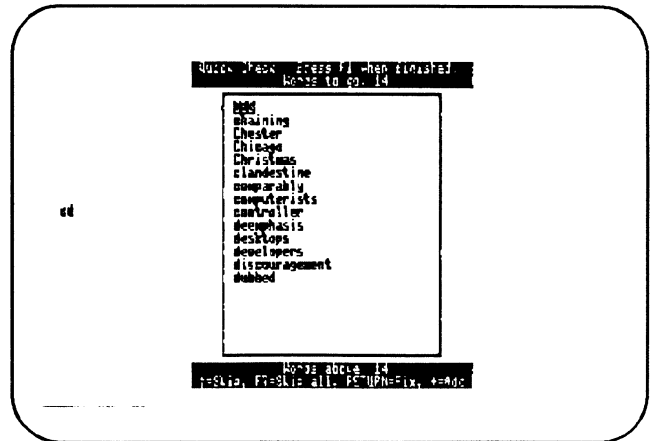 Quick Check Press F1 when finished.
Words to go: 14
chaining
Chester
Chicago
Christmas
clandestine
comparably
computerists
controller
deemphasis
desktops
developers
discouragement
dubbed
cd
Words above: 14
=Skip, F7=Skip all, RETURN=Fix, +=Add